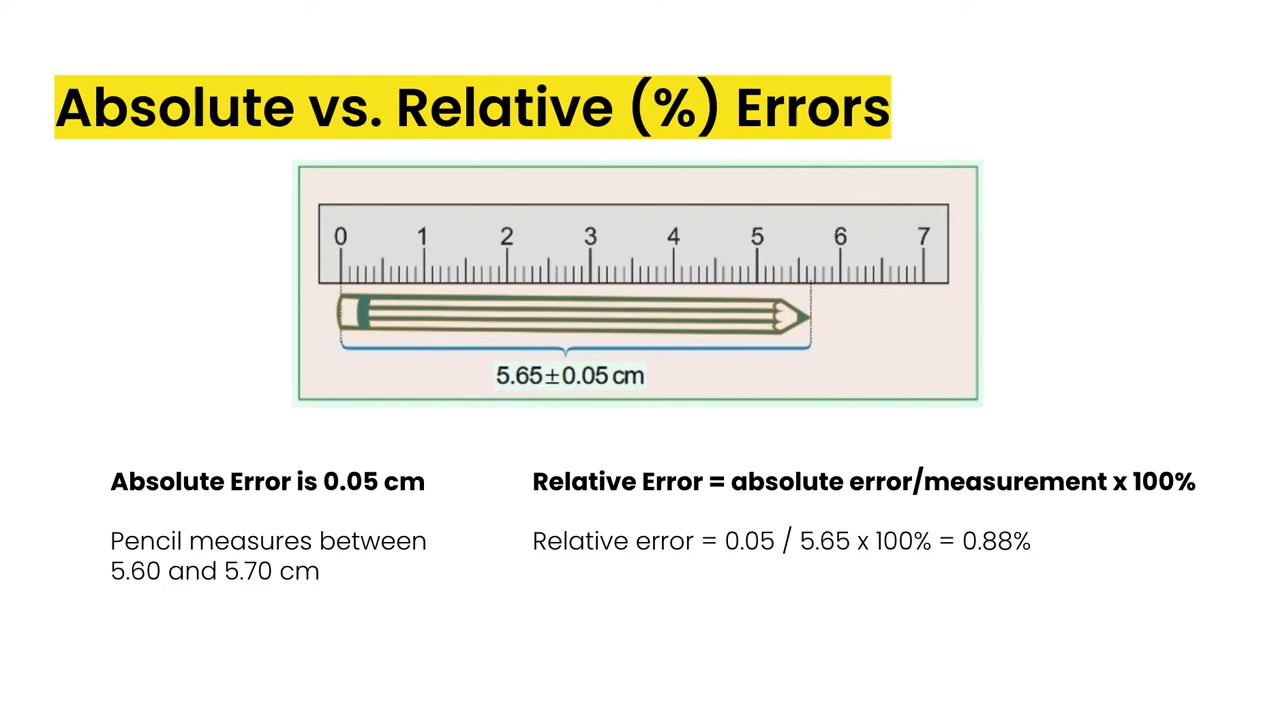 Absolute vs. Relative (%) Errors
0 1 2 3 4 5 6 7
5.65±0.05 cm
Absolute Error is 0.05 cm
Pencil measures between
5.60 and 5.70 cm
Relative Error = absolute error/measurement x 100%
Relative error = 0.05 / 5.65 x 100% = 0.88%